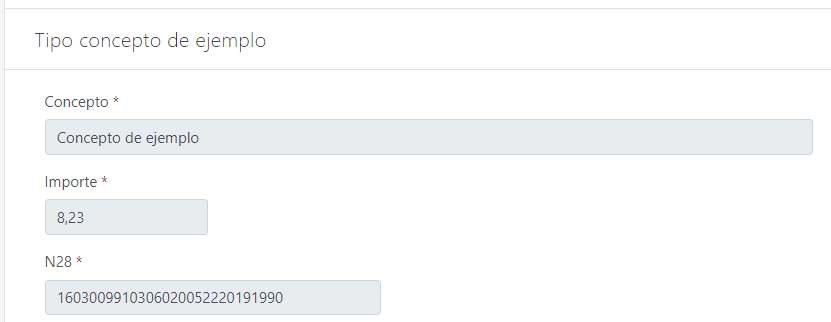 Tipo concepto de ejemplo
Concepto *
Concepto de ejemplo
Importe *
8,23
N28 *
1603009910306020052220191990